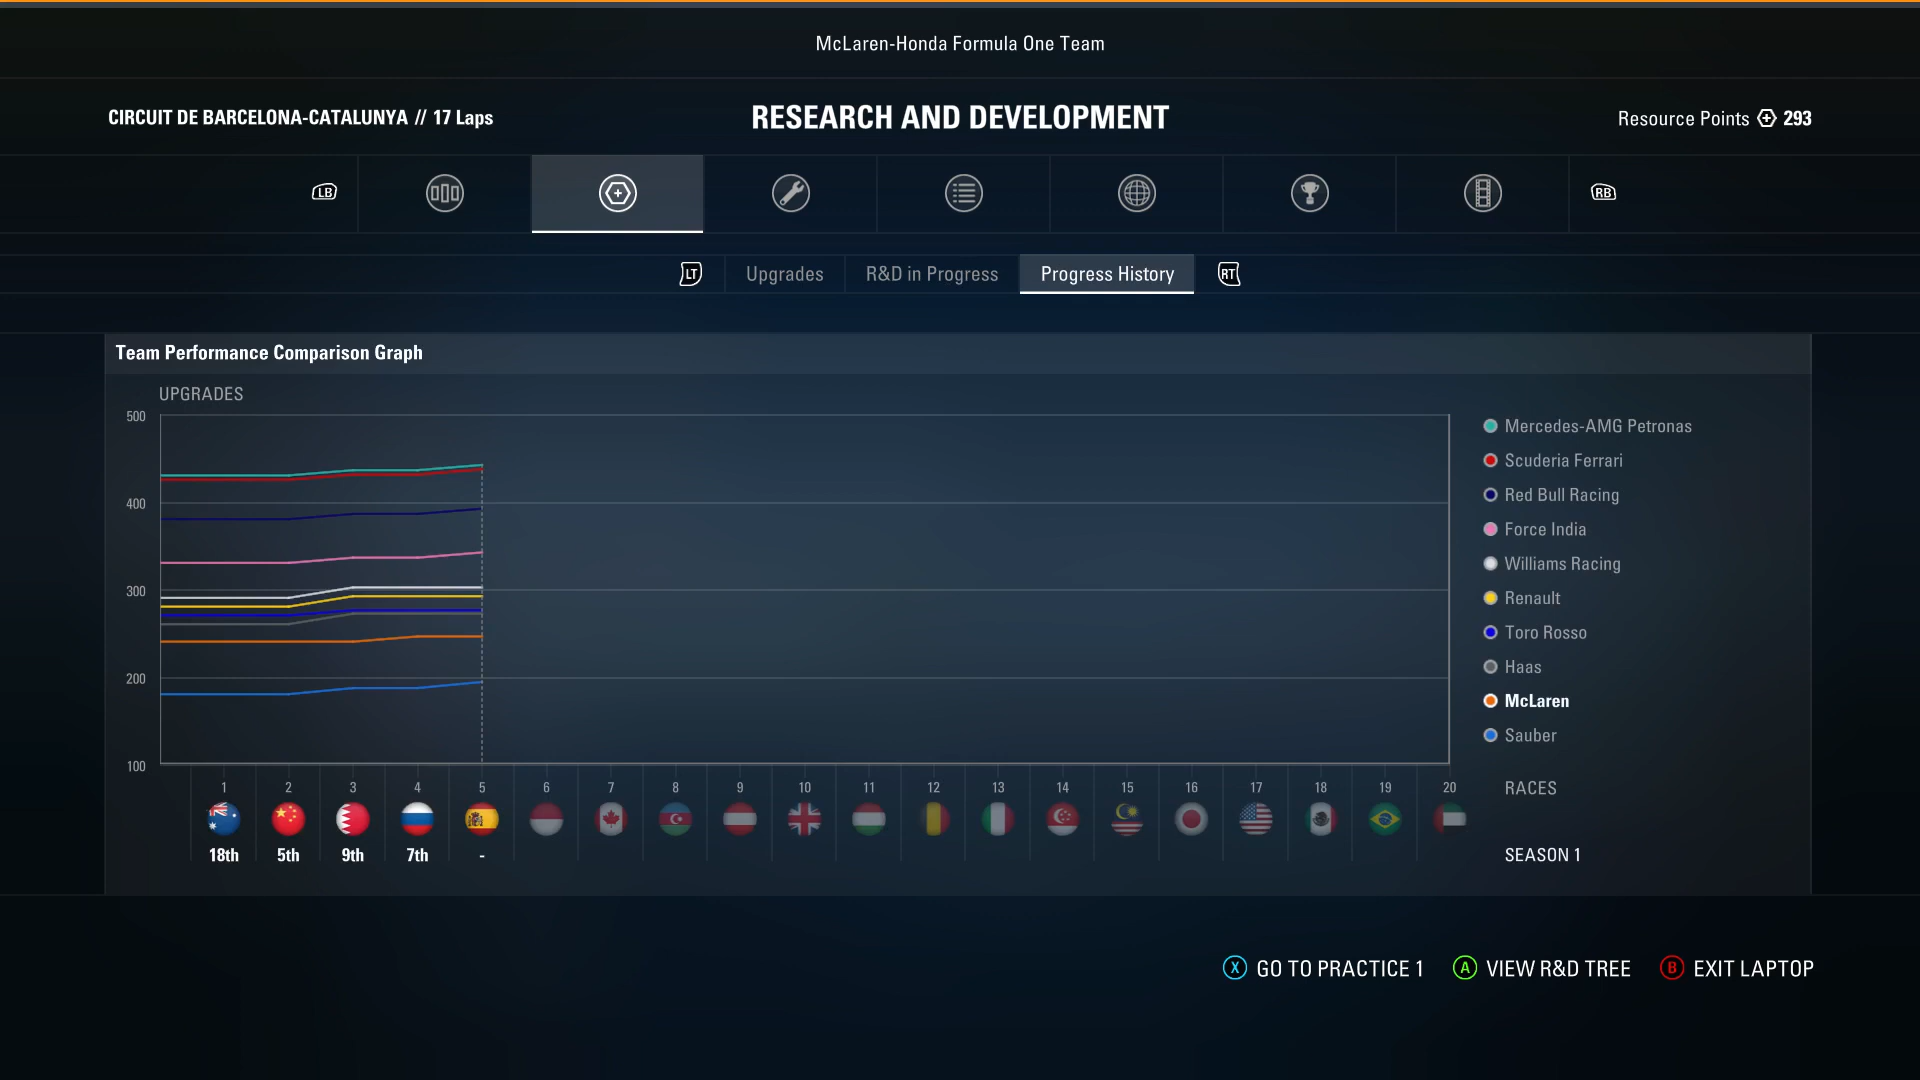 McLaren-Honda Formula One Team
CIRCUIT DE BARCELONA-CATALUNYA // 17 Laps
RESEARCH AND DEVELOPMENT
Resource Points 293
LB
RB
LT
Upgrades
R&D in Progress
Progress History
RT
Team Performance Comparison Graph
UPGRADES
500
400
300
200
100
Mercedes-AMG Petronas
Scuderia Ferrari
Red Bull Racing
Force India
Williams Racing
Renault
Toro Rosso
Haas
McLaren
Sauber
1 2 3 4 5 6 7 8 9 10 11 12 13 14 15 16 17 18 19 20
RACES
18th 5th 9th 7th -
SEASON 1
X GO TO PRACTICE 1
A VIEW R&D TREE
B EXIT LAPTOP